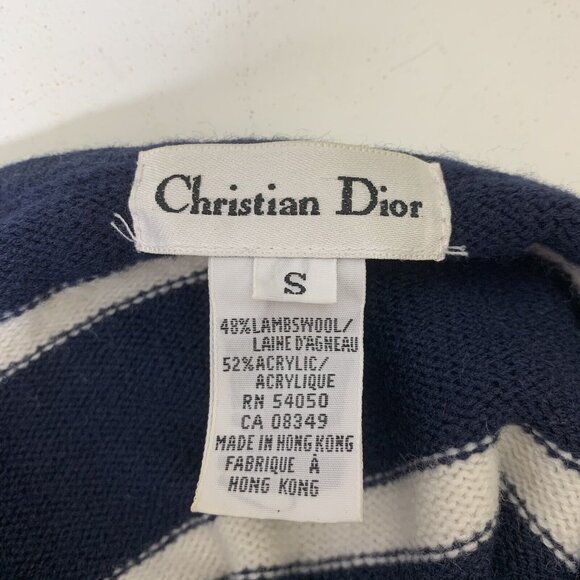 Christian Dior
S
48%LAMBSWOOL/
LAINE D'AGNEAU
52%ACRYLIC/
ACRYLIQUE
RN 54050
CA 08349
MADE IN HONG KONG
FABRIQUE À
HONG KONG